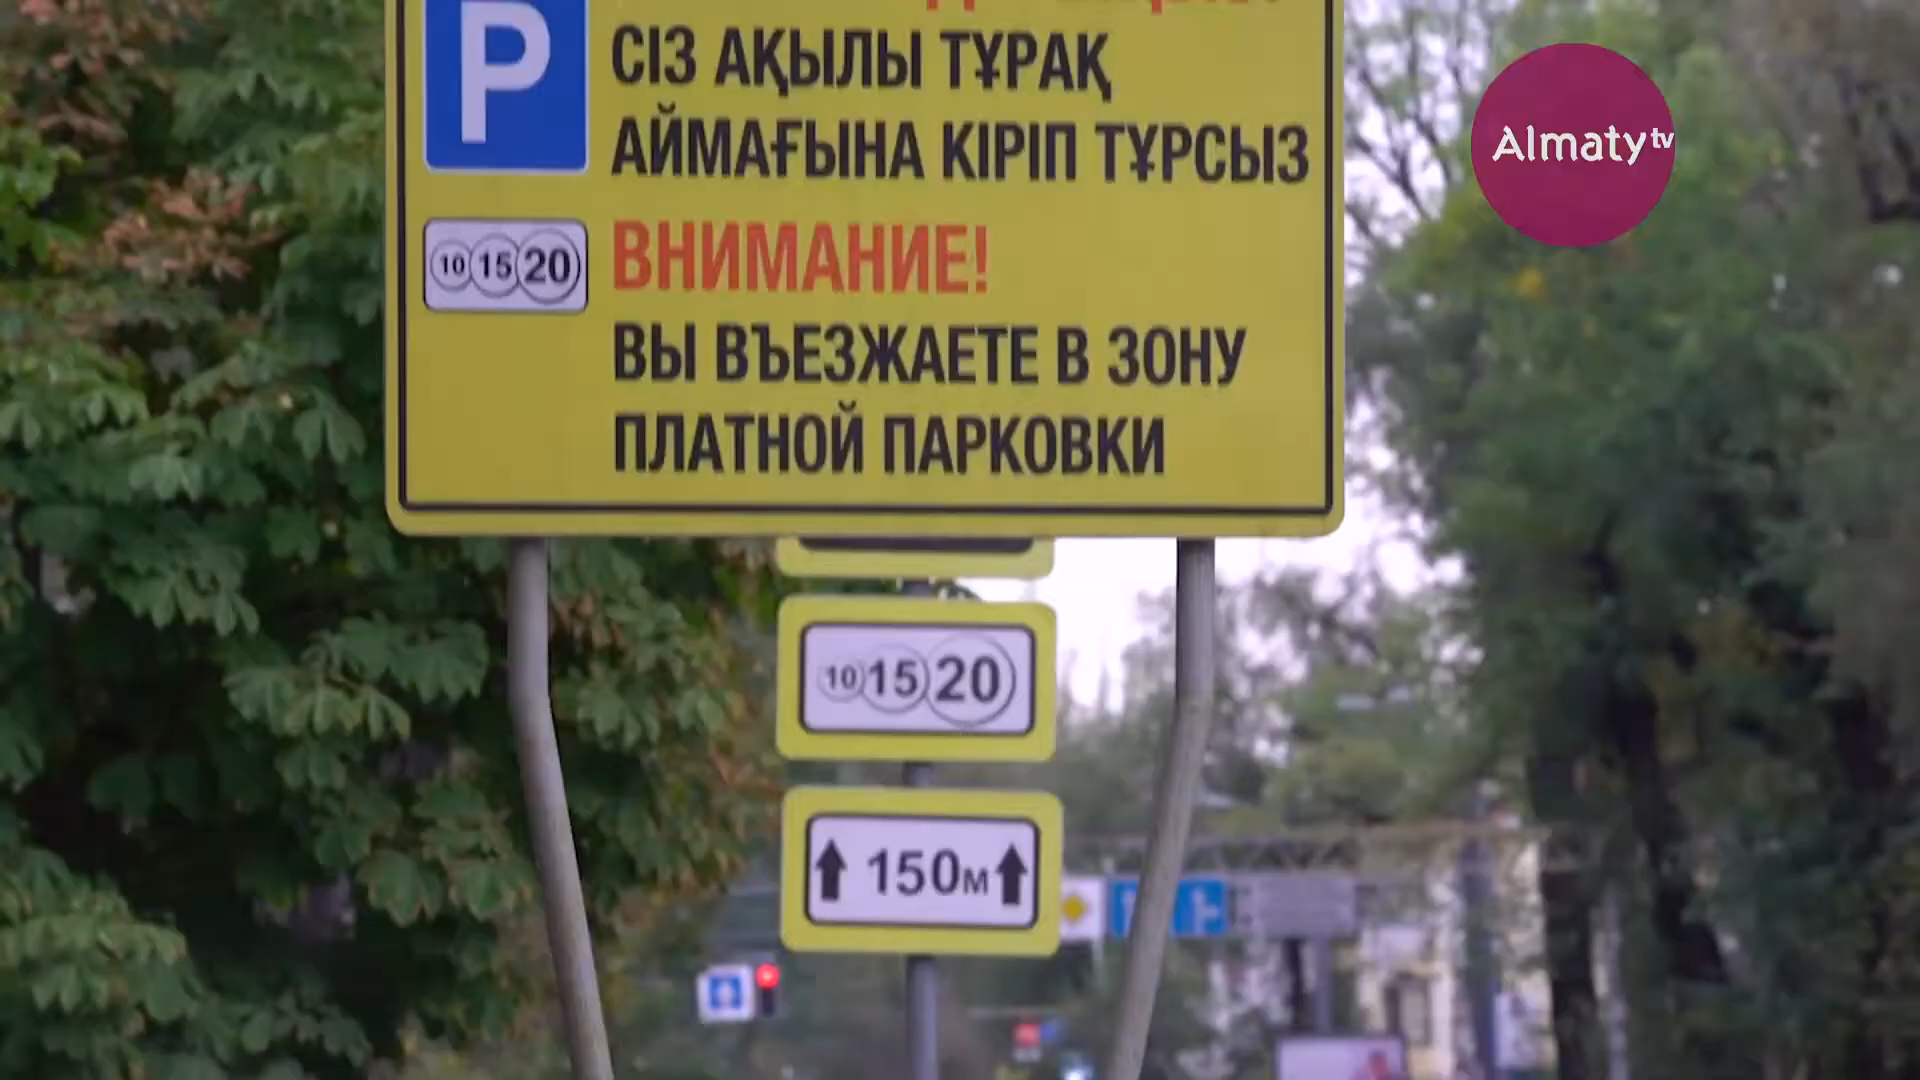 P
СІЗ АҚЫЛЫ ТҰРАҚ
АЙМАҒЫНА КІРІП ТҰРСЫЗ
10 15 20
ВНИМАНИЕ!
ВЫ ВЪЕЗЖАЕТЕ В ЗОНУ
ПЛАТНОЙ ПАРКОВКИ
10 15 20
150м
Almaty tv